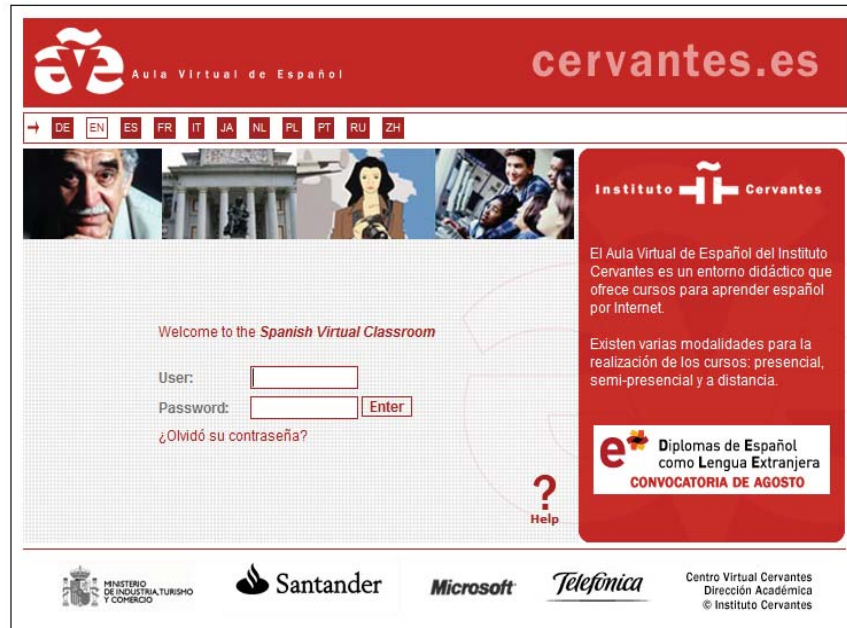 ave
Aula Virtual de Español
cervantes.es
DE EN ES FR IT JA NL PL PT RU ZH
Instituto Cervantes
El Aula Virtual de Español del Instituto
Cervantes es un entorno didáctico que
ofrece cursos para aprender español
por Internet.
Existen varias modalidades para la
realización de los cursos: presencial,
semi-presencial y a distancia.
Welcome to the Spanish Virtual Classroom
User:
Password:
Enter
¿Olvidó su contraseña?
?
Help
e
Diplomas de Español
como Lengua Extranjera
CONVOCATORIA DE AGOSTO
MINISTERIO
DE INDUSTRIA, TURISMO
Y COMERCIO
Santander
Microsoft
Telefónica
Centro Virtual Cervantes
Dirección Académica
© Instituto Cervantes